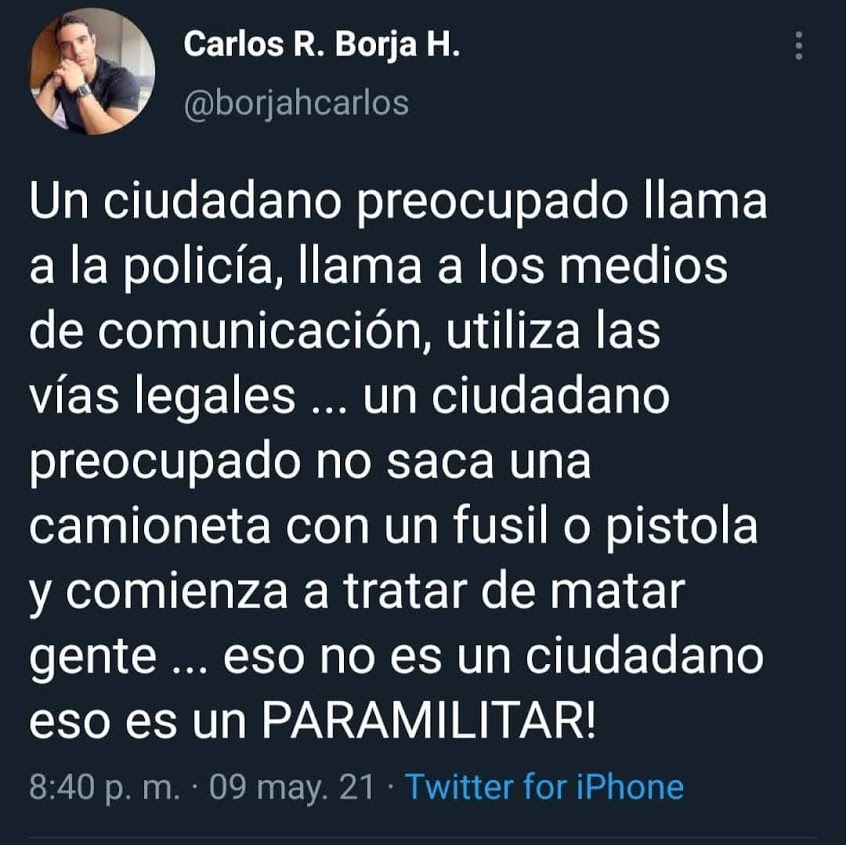 Carlos R. Borja H.
@borjahcarlos
Un ciudadano preocupado llama
a la policía, llama a los medios
de comunicación, utiliza las
vías legales ... un ciudadano
preocupado no saca una
camioneta con un fusil o pistola
y comienza a tratar de matar
gente ... eso no es un ciudadano
eso es un PARAMILITAR!
8:40 p. m. · 09 may. 21 · Twitter for iPhone